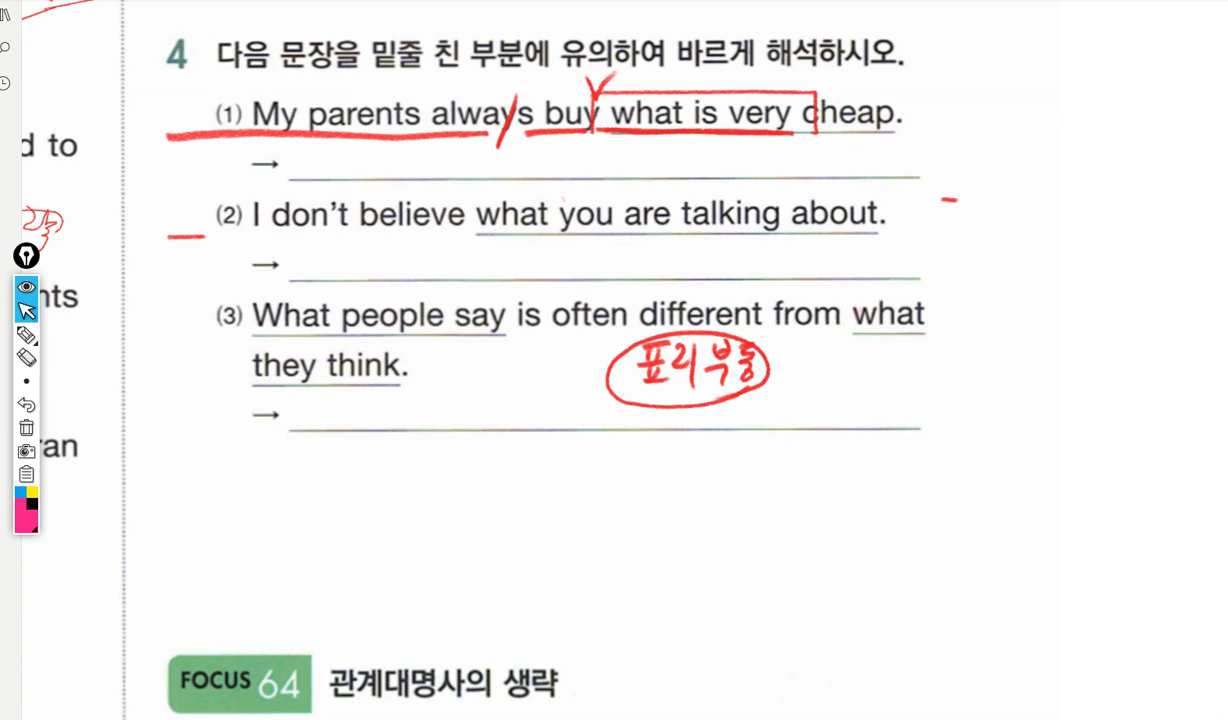 4 다음 문장을 밑줄 친 부분에 유의하여 바르게 해석하시오.
(1) My parents always buy what is very cheap.
→
d to
(2) I don't believe what you are talking about.
→
nts
(3) What people say is often different from what
they think.
표리부동
→
ran
FOCUS 64 관계대명사의 생략